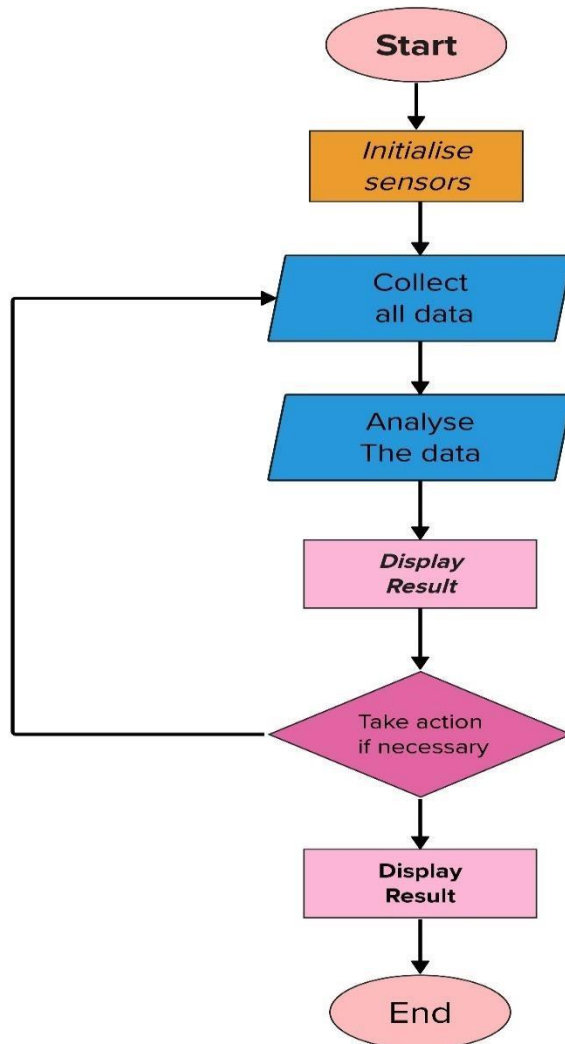 Start
Initialise
sensors
Collect
all data
Analyse
The data
Display
Result
Take action
if necessary
Display
Result
End